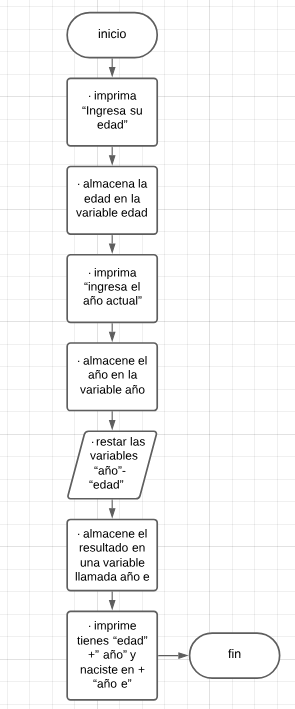 inicio
· imprima
“Ingresa su
edad”
· almacena la
edad en la
variable edad
· imprima
“ingresa el
año actual”
· almacene el
año en la
variable año
· restar las
variables
“año”-
“edad”
· almacene el
resultado en
una variable
llamada año e
· imprime
tienes “edad”
+” año” y
naciste en +
“año e”
fin